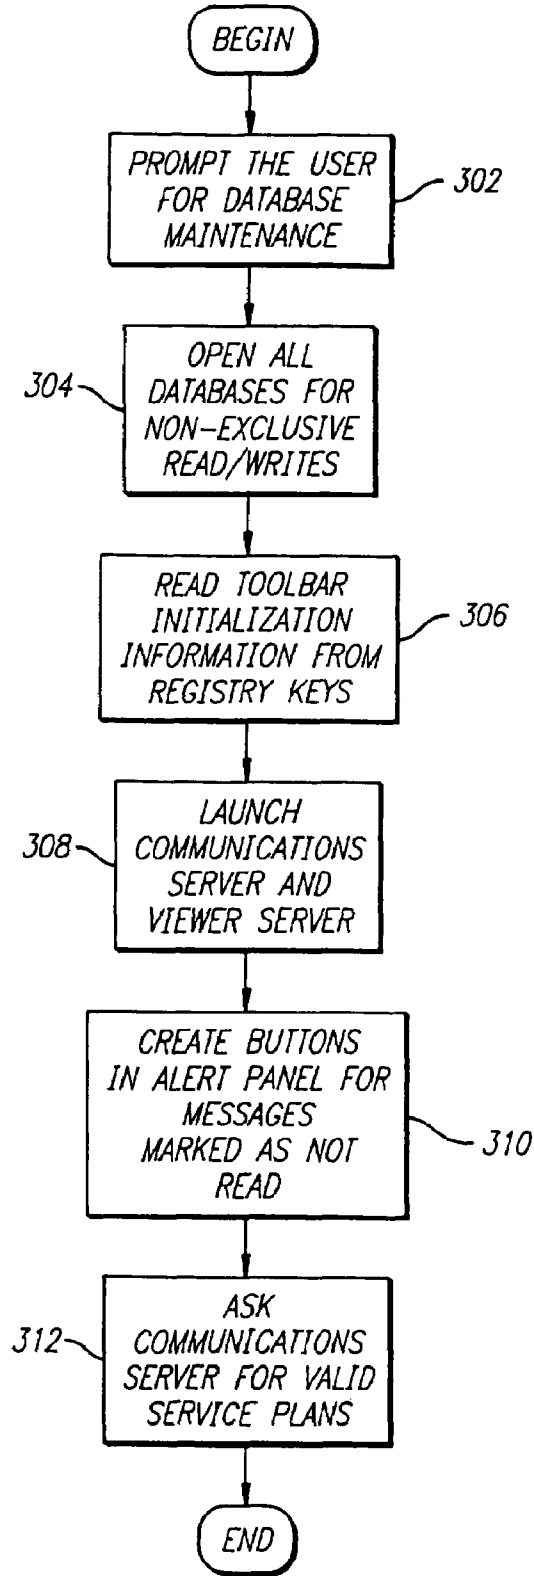 BEGIN
PROMPT THE USER
FOR DATABASE
MAINTENANCE
302
OPEN ALL
DATABASES FOR
NON-EXCLUSIVE
READ/WRITES
304
READ TOOLBAR
INITIALIZATION
INFORMATION FROM
REGISTRY KEYS
306
LAUNCH
COMMUNICATIONS
SERVER AND
VIEWER SERVER
308
CREATE BUTTONS
IN ALERT PANEL FOR
MESSAGES
MARKED AS NOT
READ
310
ASK
COMMUNICATIONS
SERVER FOR VALID
SERVICE PLANS
312
END